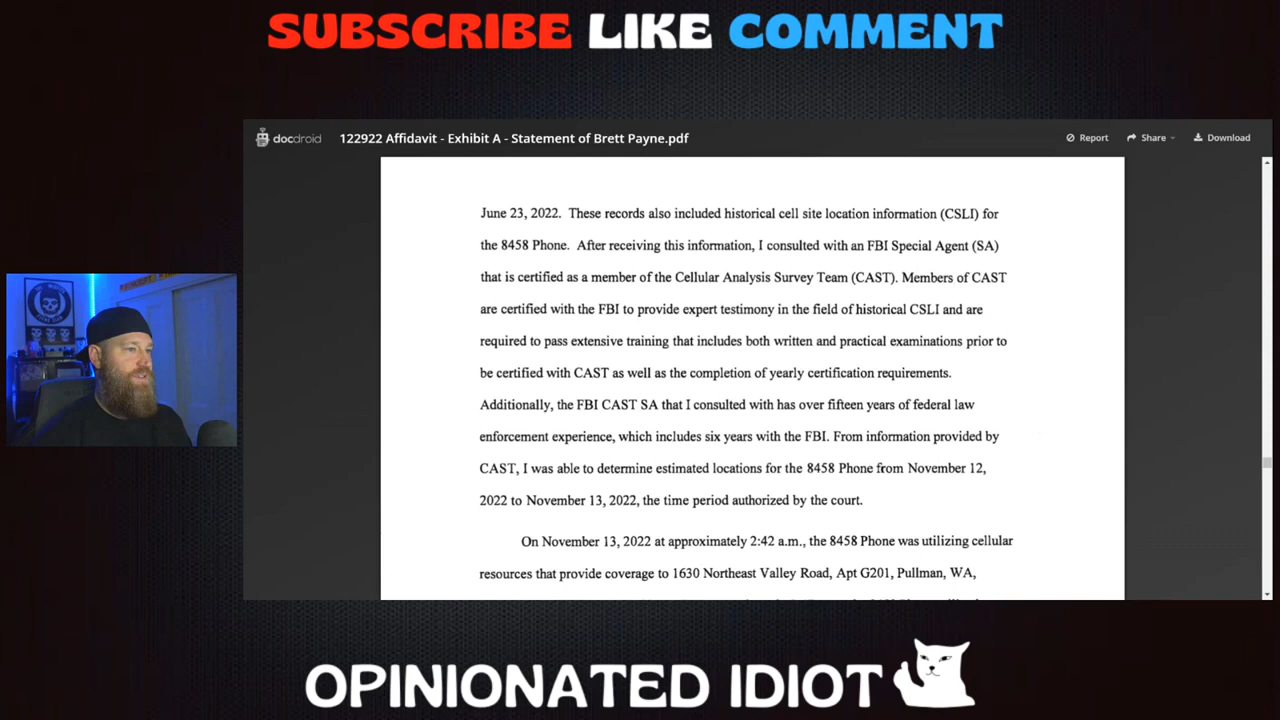 SUBSCRIBE LIKE COMMENT
docdroid
122922 Affidavit - Exhibit A - Statement of Brett Payne.pdf
Report
Share
Download
June 23, 2022. These records also included historical cell site location information (CSLI) for
the 8458 Phone. After receiving this information, I consulted with an FBI Special Agent (SA)
that is certified as a member of the Cellular Analysis Survey Team (CAST). Members of CAST
are certified with the FBI to provide expert testimony in the field of historical CSLI and are
required to pass extensive training that includes both written and practical examinations prior to
be certified with CAST as well as the completion of yearly certification requirements.
Additionally, the FBI CAST SA that I consulted with has over fifteen years of federal law
enforcement experience, which includes six years with the FBI. From information provided by
CAST, I was able to determine estimated locations for the 8458 Phone from November 12,
2022 to November 13, 2022, the time period authorized by the court.
On November 13, 2022 at approximately 2:42 a.m., the 8458 Phone was utilizing cellular
resources that provide coverage to 1630 Northeast Valley Road, Apt G201, Pullman, WA,
OPINIONATED IDIOT